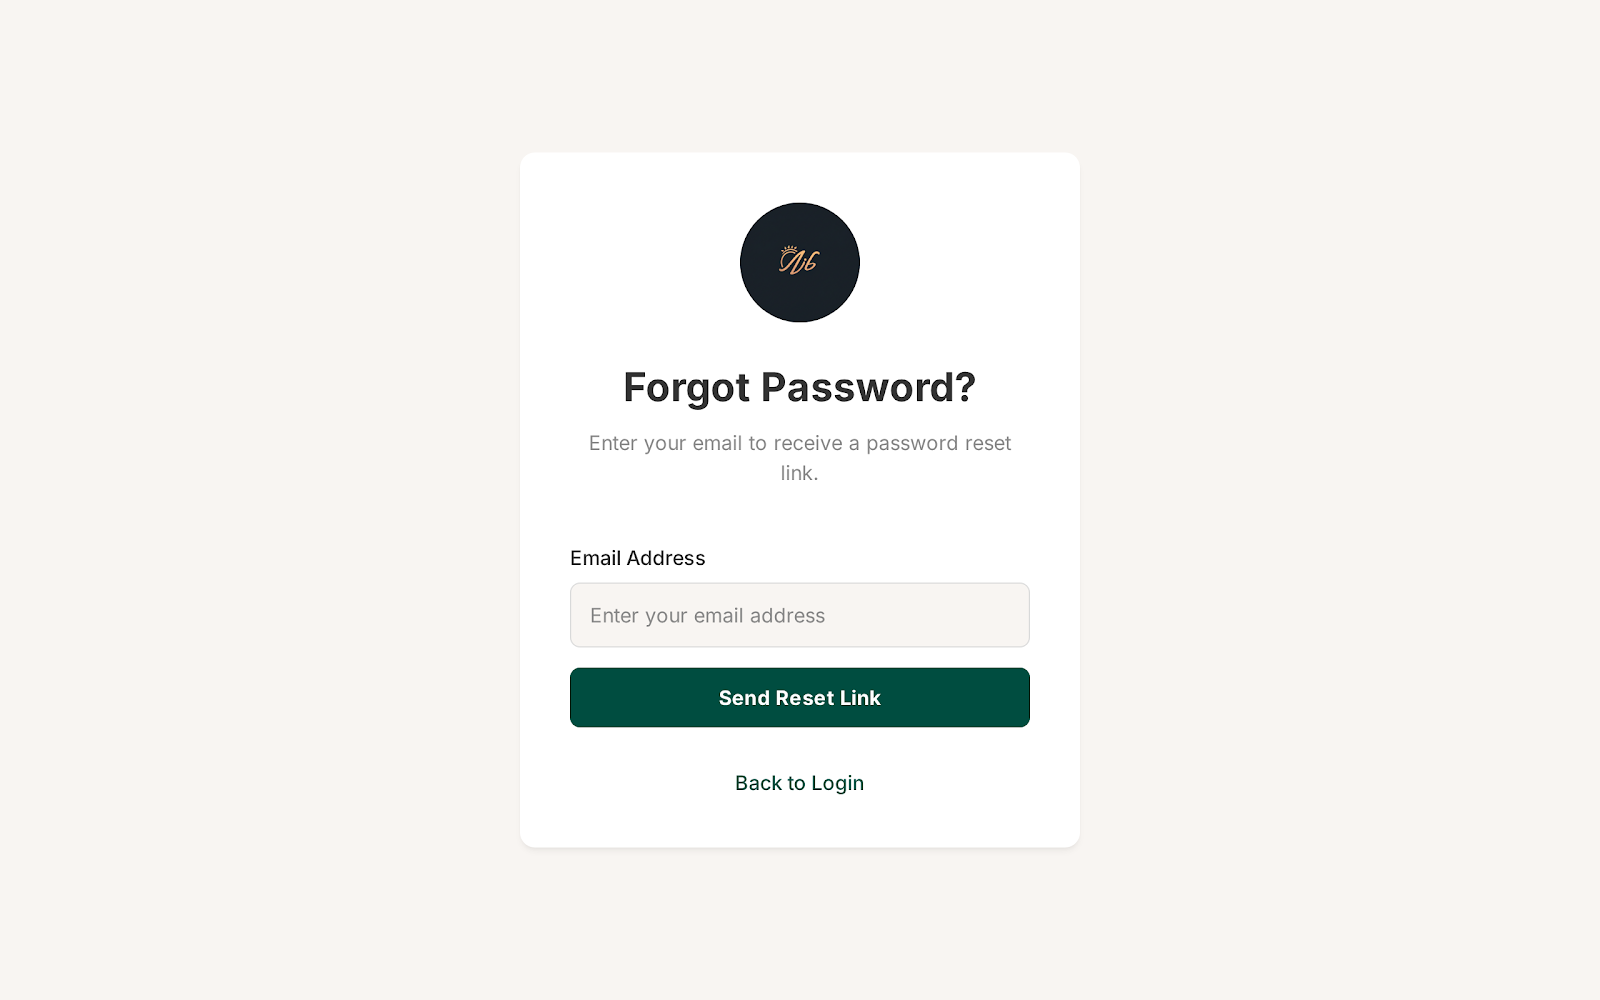 Forgot Password?
Enter your email to receive a password reset
link.
Email Address
Enter your email address
Send Reset Link
Back to Login